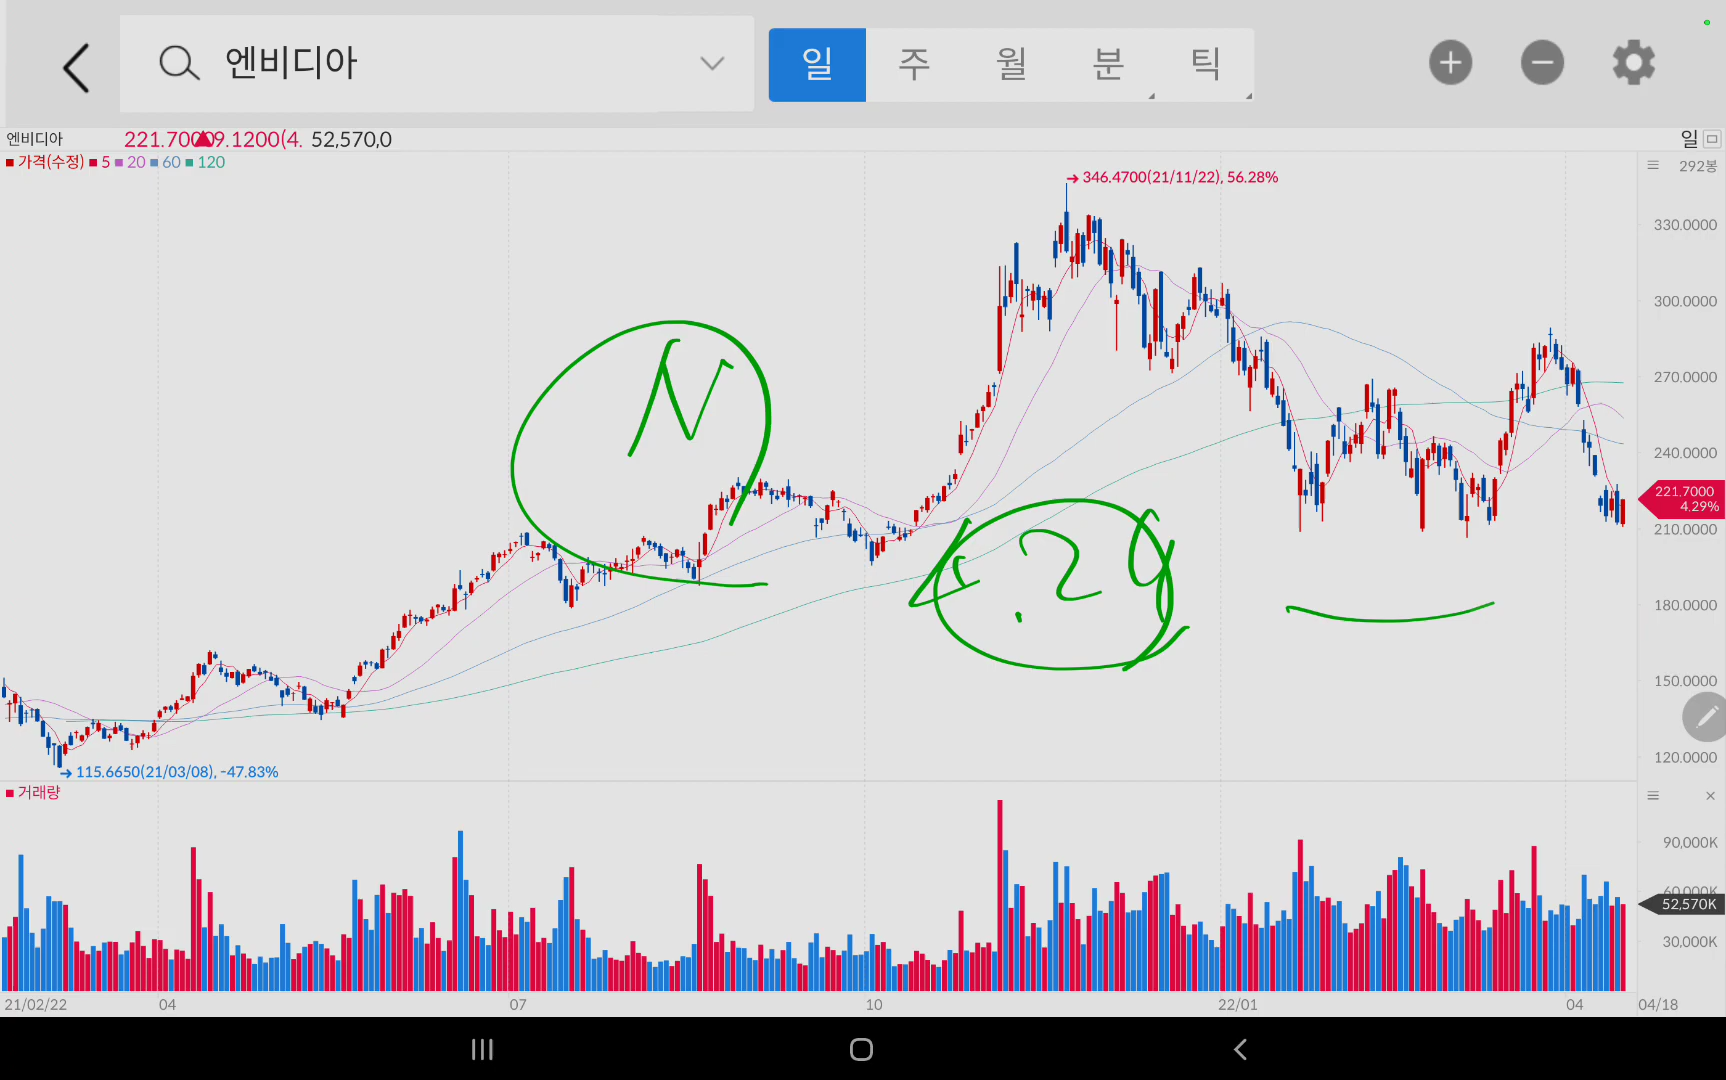 엔비디아
일 주 월 분 틱
엔비디아 221.7000 9.1200(4. 52,570,0 일
가격(수정) 5 20 60 120 292봉
346.4700(21/11/22), 56.28%
330.0000
300.0000
270.0000
240.0000
221.7000
4.29%
210.0000
180.0000
150.0000
120.0000
N
115.6650(21/03/08), -47.83%
거래량
90,000K
60,000K
52,570K
30,000K
21/02/22 04 07 10 22/01 04 04/18